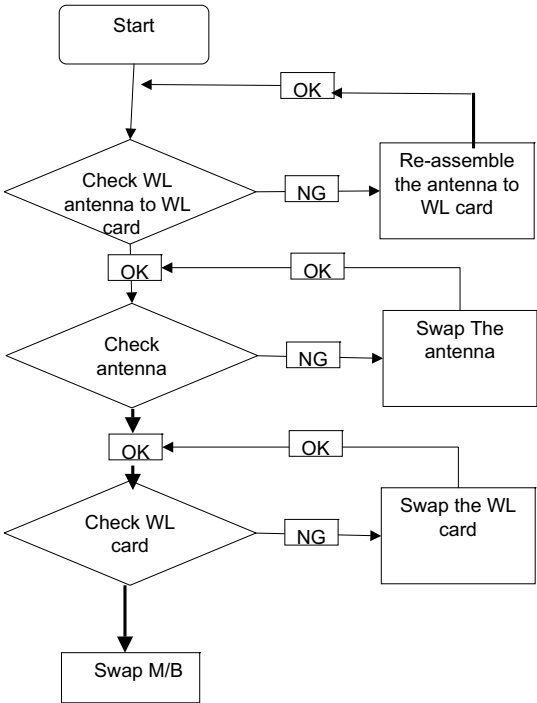 Start
OK
Check WL
antenna to WL
card
NG
Re-assemble
the antenna to
WL card
OK
OK
Check
antenna
NG
Swap The
antenna
OK
OK
Check WL
card
NG
Swap the WL
card
Swap M/B